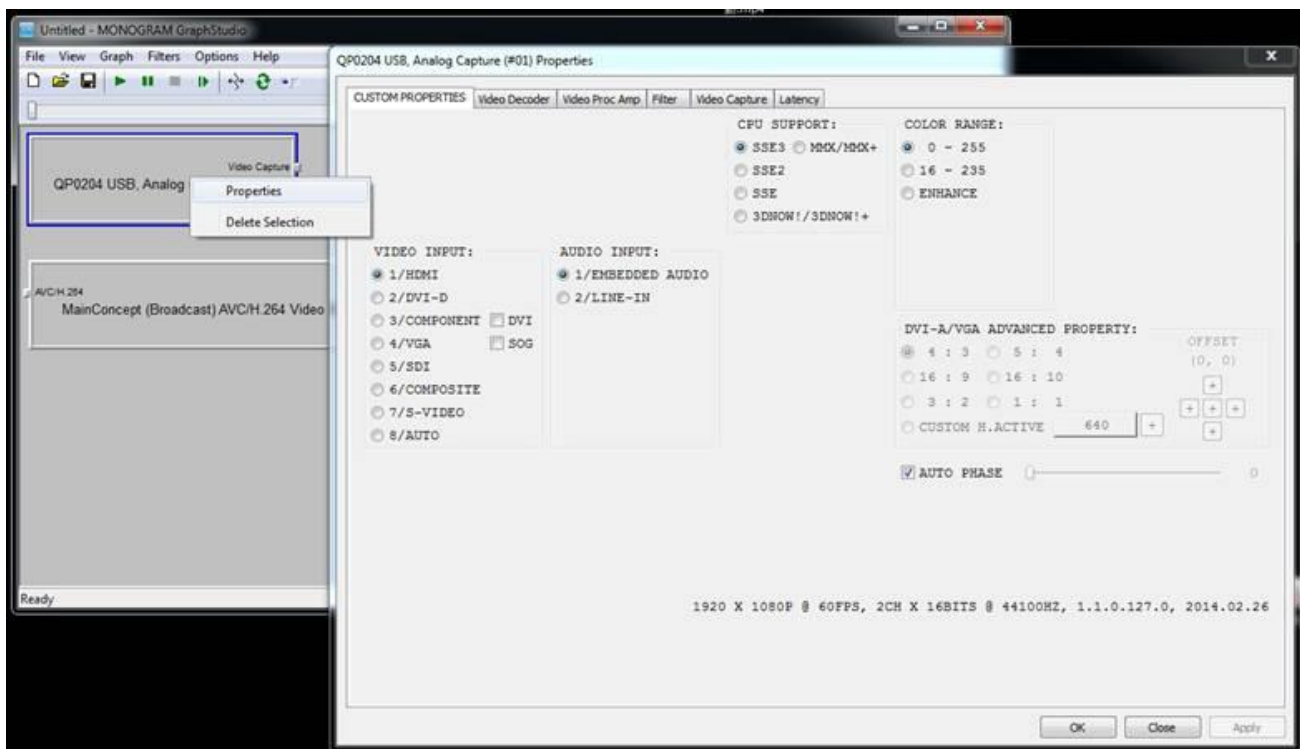 Untitled - MONOGRAM GraphStudio
File View Graph Filters Options Help
Video Capture
QP0204 USB, Analog
Properties
Delete Selection
AVC/H.264
MainConcept (Broadcast) AVC/H.264 Video
Ready
QP0204 USB, Analog Capture (#01) Properties
CUSTOM PROPERTIES Video Decoder Video Proc Amp Filter Video Capture Latency
CPU SUPPORT:
SSE3 MMX/MMX+
SSE2
SSE
3DNOW!/3DNOW!+
COLOR RANGE:
0 - 255
16 - 235
ENHANCE
VIDEO INPUT:
1/HDMI
2/DVI-D
3/COMPONENT DVI
4/VGA SOG
5/SDI
6/COMPOSITE
7/S-VIDEO
8/AUTO
AUDIO INPUT:
1/EMBEDDED AUDIO
2/LINE-IN
DVI-A/VGA ADVANCED PROPERTY:
4 : 3 5 : 4
16 : 9 16 : 10
3 : 2 1 : 1
CUSTOM H.ACTIVE 640 +
OFFSET
(0, 0)
+
+ + +
+
AUTO PHASE 0
1920 X 1080P @ 60FPS, 2CH X 16BITS @ 44100HZ, 1.1.0.127.0, 2014.02.26
OK Close Apply